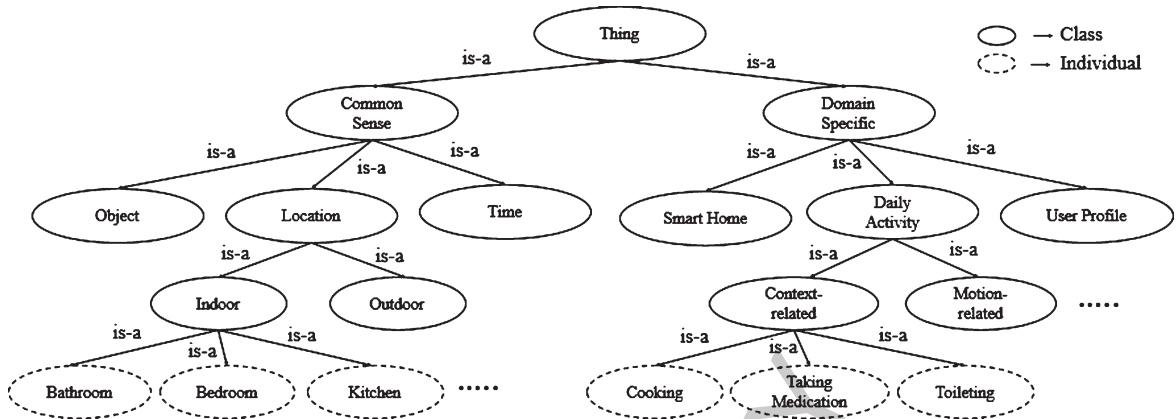 Thing
Class
Individual
is-a
is-a
Common
Sense
Domain
Specific
is-a
is-a
is-a
is-a
is-a
is-a
Object
Location
Time
Smart Home
Daily
Activity
User Profile
is-a
is-a
is-a
is-a
Indoor
Outdoor
Context-
related
Motion-
related
.....
is-a
is-a
is-a
is-a
is-a
is-a
Bathroom
Bedroom
Kitchen
.....
Cooking
Taking
Medication
Toileting